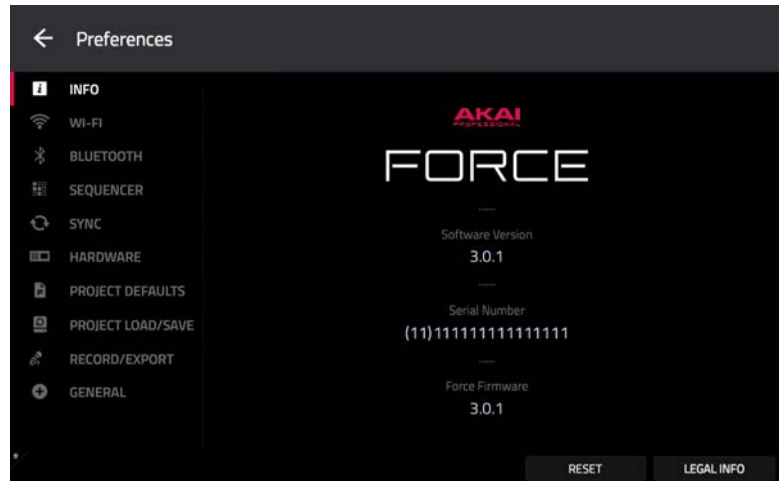 Preferences
INFO
WI-FI
BLUETOOTH
SEQUENCER
SYNC
HARDWARE
PROJECT DEFAULTS
PROJECT LOAD/SAVE
RECORD/EXPORT
GENERAL
AKAI
PROFESSIONAL
FORCE
Software Version
3.0.1
Serial Number
(11)111111111111111
Force Firmware
3.0.1
RESET
LEGAL INFO